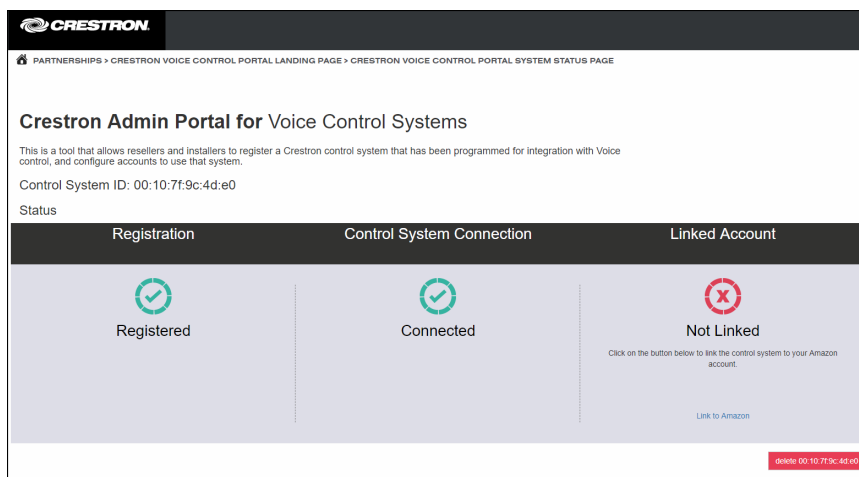 CRESTRON.
PARTNERSHIPS > CRESTRON VOICE CONTROL PORTAL LANDING PAGE > CRESTRON VOICE CONTROL PORTAL SYSTEM STATUS PAGE
Crestron Admin Portal for Voice Control Systems
This is a tool that allows resellers and installers to register a Crestron control system that has been programmed for integration with Voice
control, and configure accounts to use that system.
Control System ID: 00:10:7f:9c:4d:e0
Status
Registration Control System Connection Linked Account
Registered Connected Not Linked
Click on the button below to link the control system to your Amazon
account.
Link to Amazon
delete 00:10:7f:9c:4d:e0